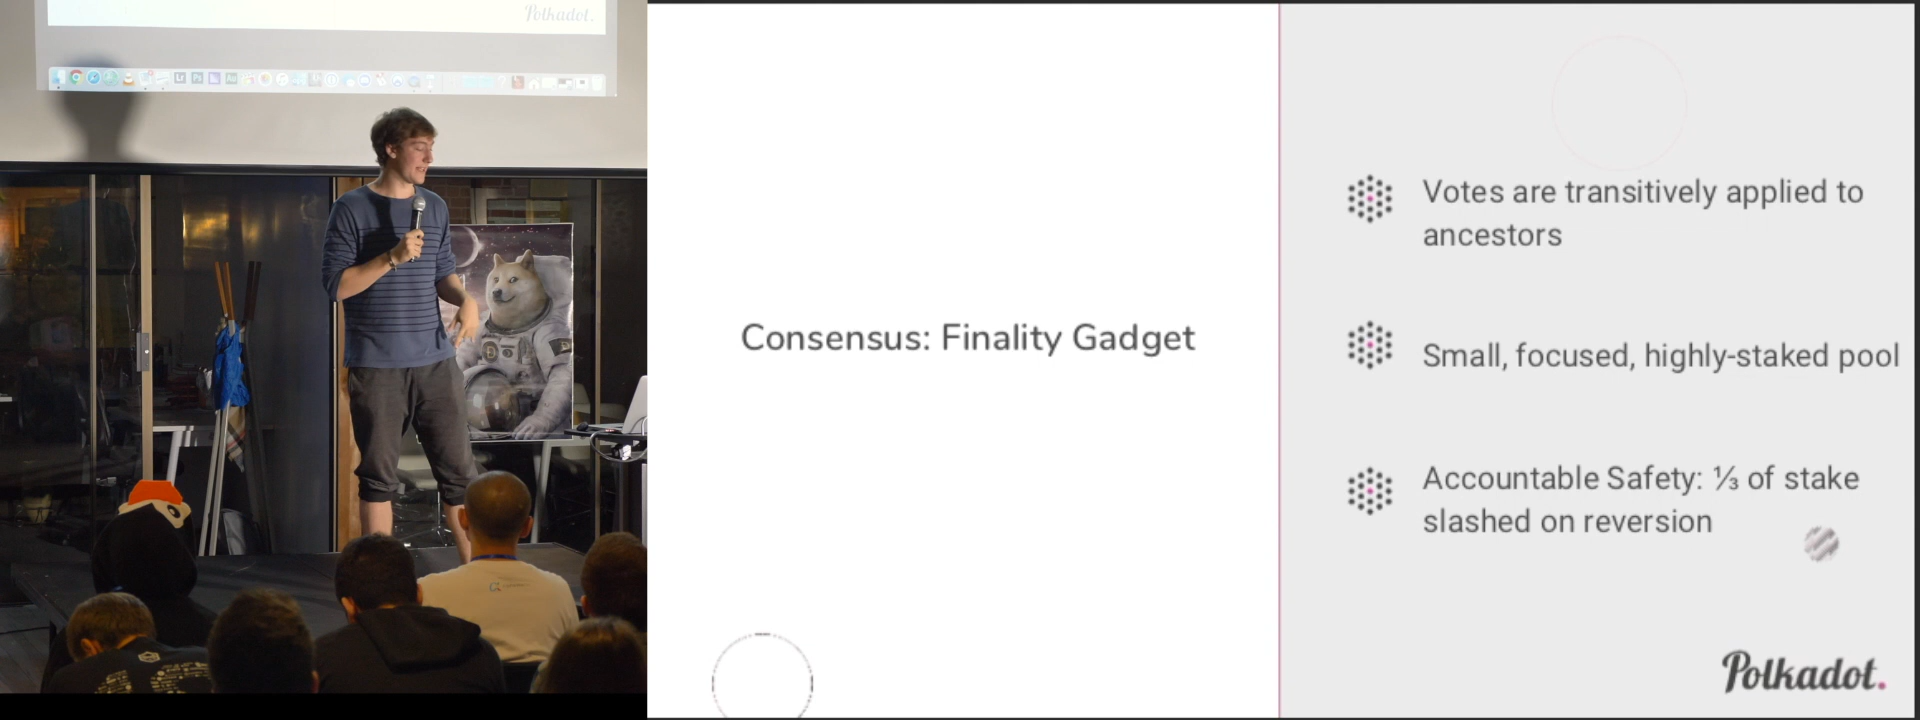 Polkadot.
Consensus: Finality Gadget
Votes are transitively applied to
ancestors
Small, focused, highly-staked pool
Accountable Safety: ⅓ of stake
slashed on reversion
Polkadot.